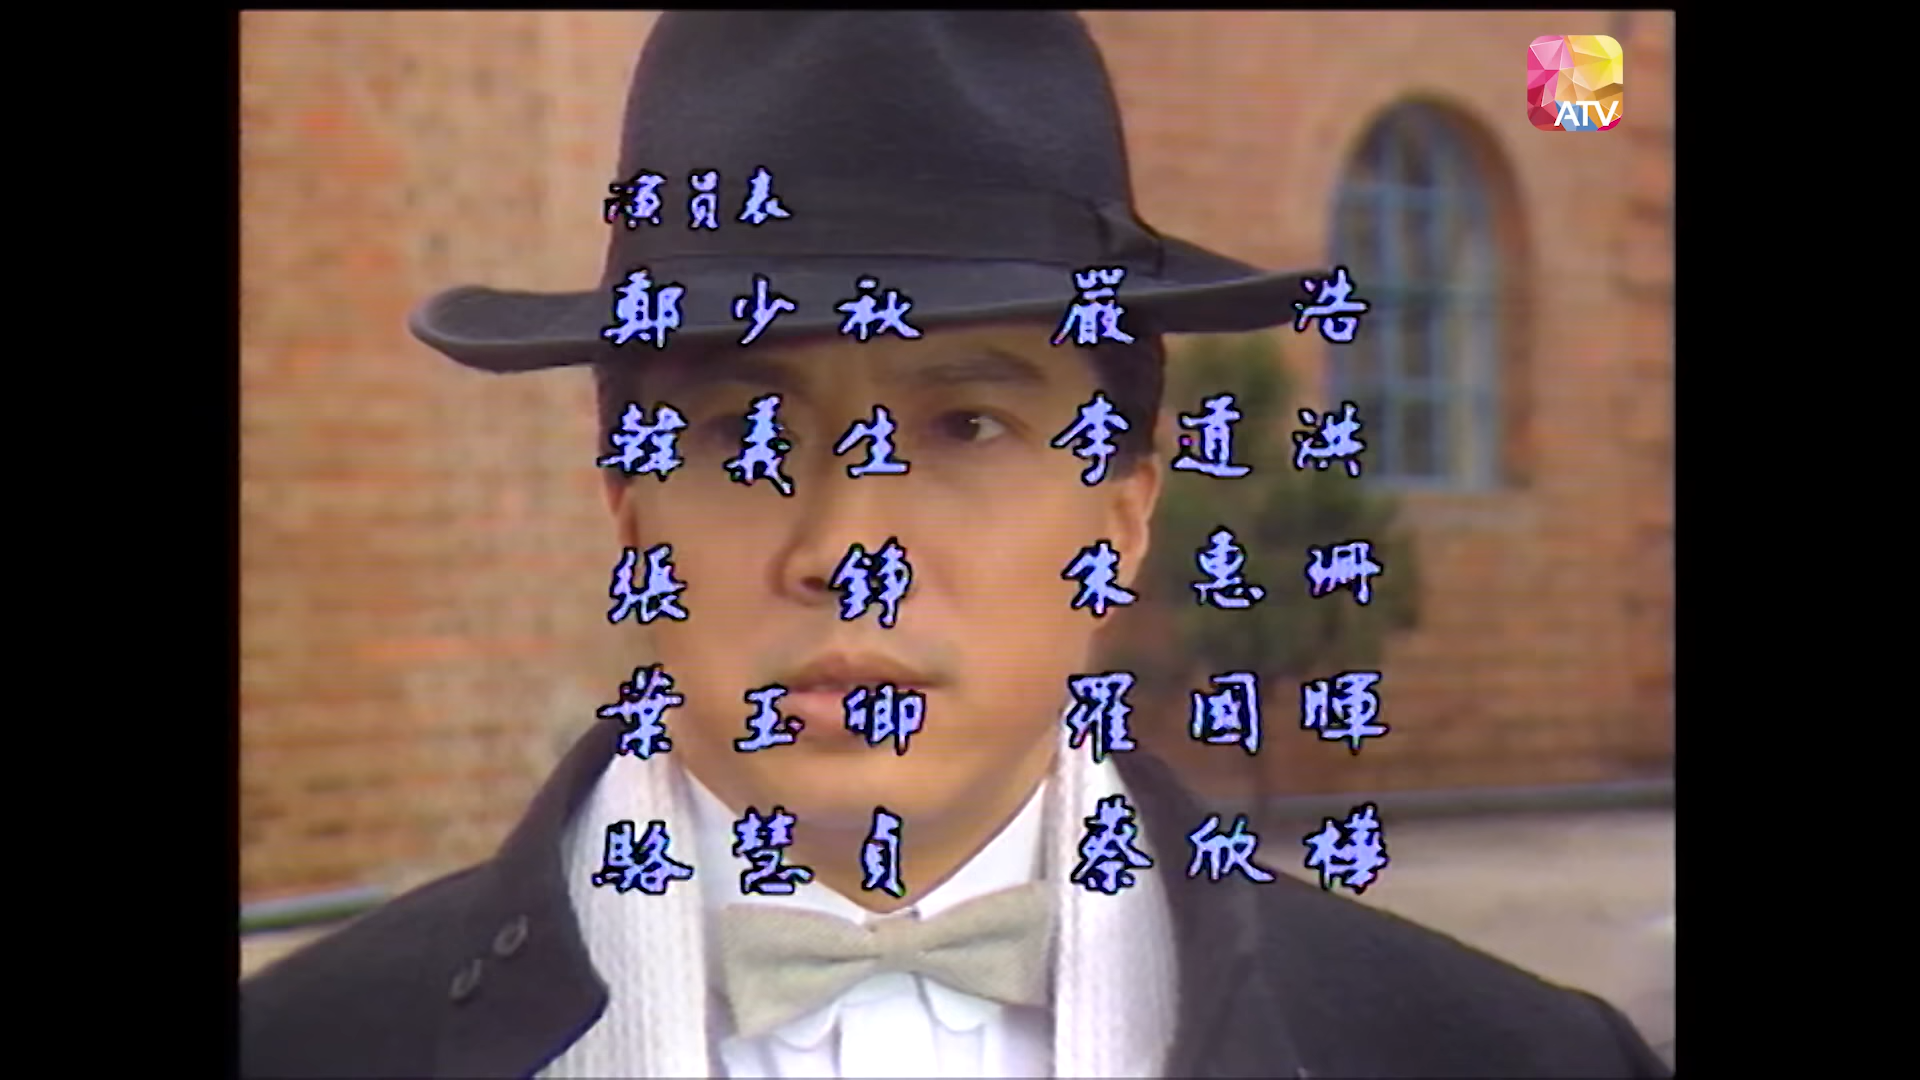 ATV
演員表
鄭少秋 嚴浩
韓義生 李道洪
張錚 朱惠珊
葉玉卿 羅國暉
駱慧貞 蔡欣樺